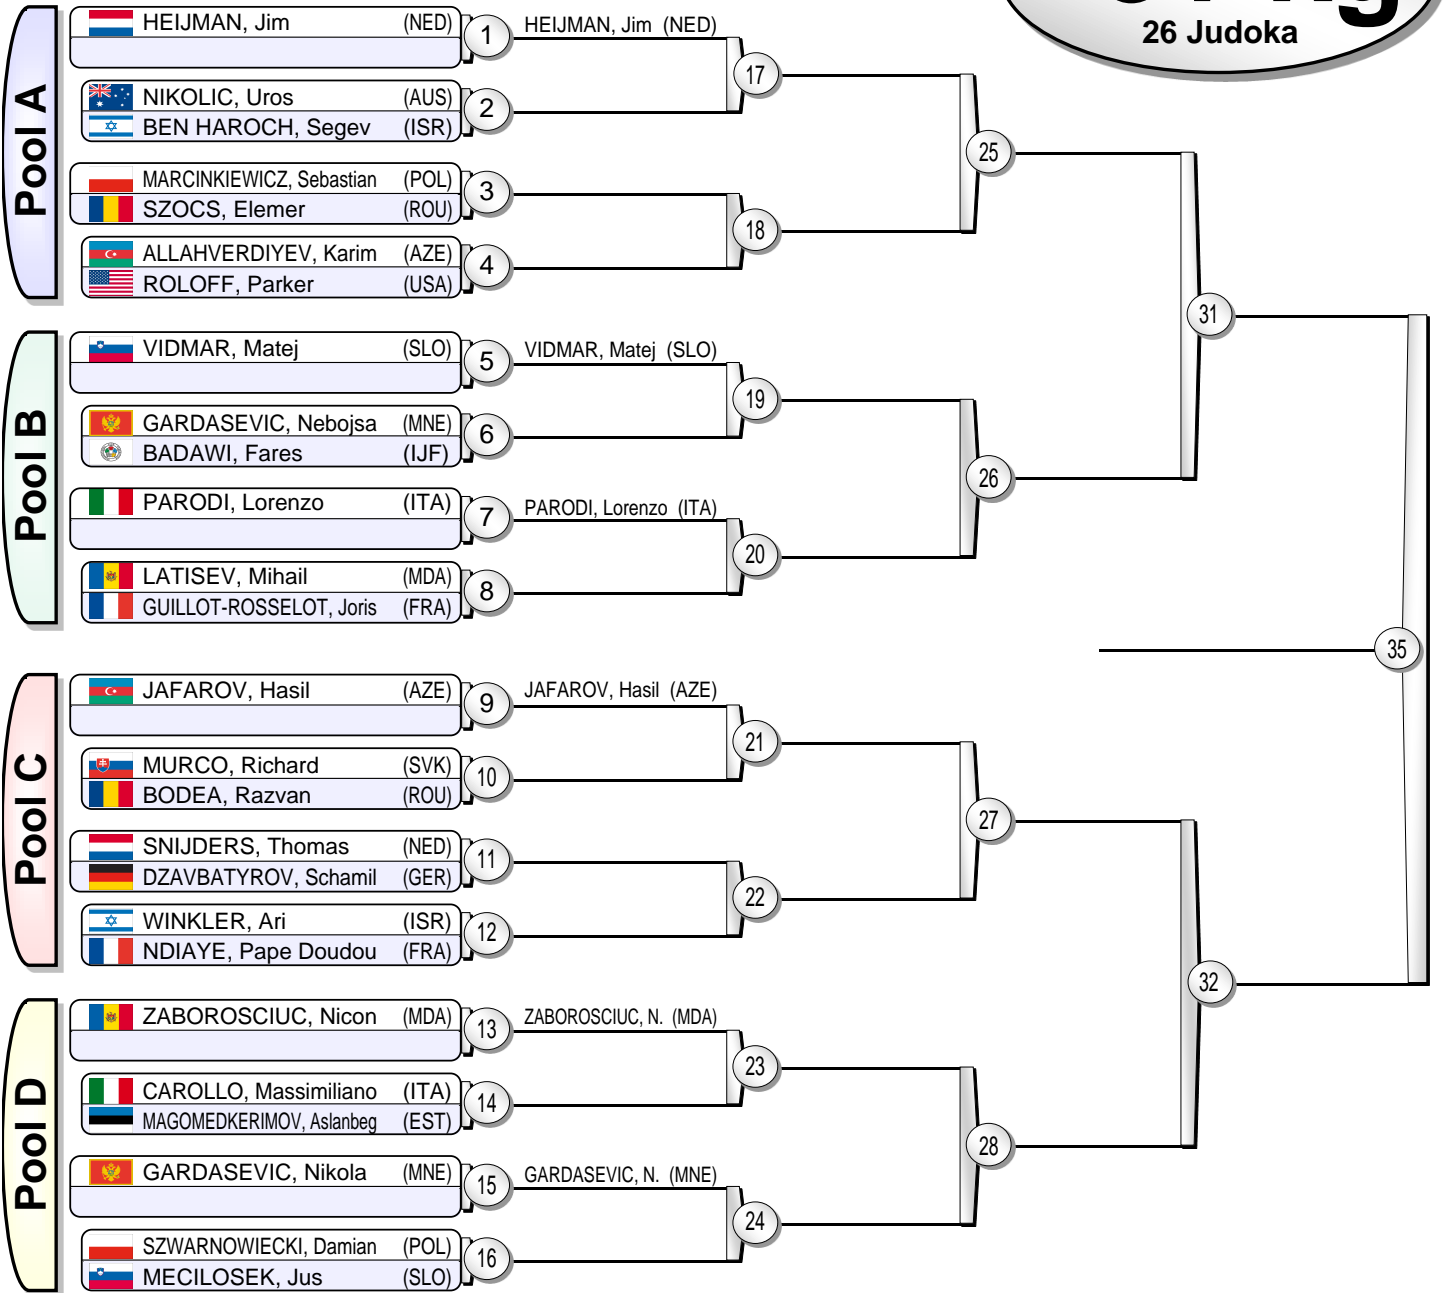 26 Judoka
Pool A
HEIJMAN, Jim (NED) 1 HEIJMAN, Jim (NED)
17
NIKOLIC, Uros (AUS)
2
BEN HAROCH, Segev (ISR)
25
MARCINKIEWICZ, Sebastian (POL)
3
SZOCS, Elemer (ROU)
18
ALLAHVERDIYEV, Karim (AZE)
4
ROLOFF, Parker (USA)
31
Pool B
VIDMAR, Matej (SLO) 5 VIDMAR, Matej (SLO)
19
GARDASEVIC, Nebojsa (MNE)
6
BADAWI, Fares (IJF)
26
PARODI, Lorenzo (ITA) 7 PARODI, Lorenzo (ITA)
20
LATISEV, Mihail (MDA)
8
GUILLOT-ROSSELOT, Joris (FRA)
35
Pool C
JAFAROV, Hasil (AZE) 9 JAFAROV, Hasil (AZE)
21
MURCO, Richard (SVK)
10
BODEA, Razvan (ROU)
27
SNIJDERS, Thomas (NED)
11
DZAVBATYROV, Schamil (GER)
22
WINKLER, Ari (ISR)
12
NDIAYE, Pape Doudou (FRA)
32
Pool D
ZABOROSCIUC, Nicon (MDA) 13 ZABOROSCIUC, N. (MDA)
23
CAROLLO, Massimiliano (ITA)
14
MAGOMEDKERIMOV, Aslanbeg (EST)
28
GARDASEVIC, Nikola (MNE) 15 GARDASEVIC, N. (MNE)
24
SZWARNOWIECKI, Damian (POL)
16
MECILOSEK, Jus (SLO)